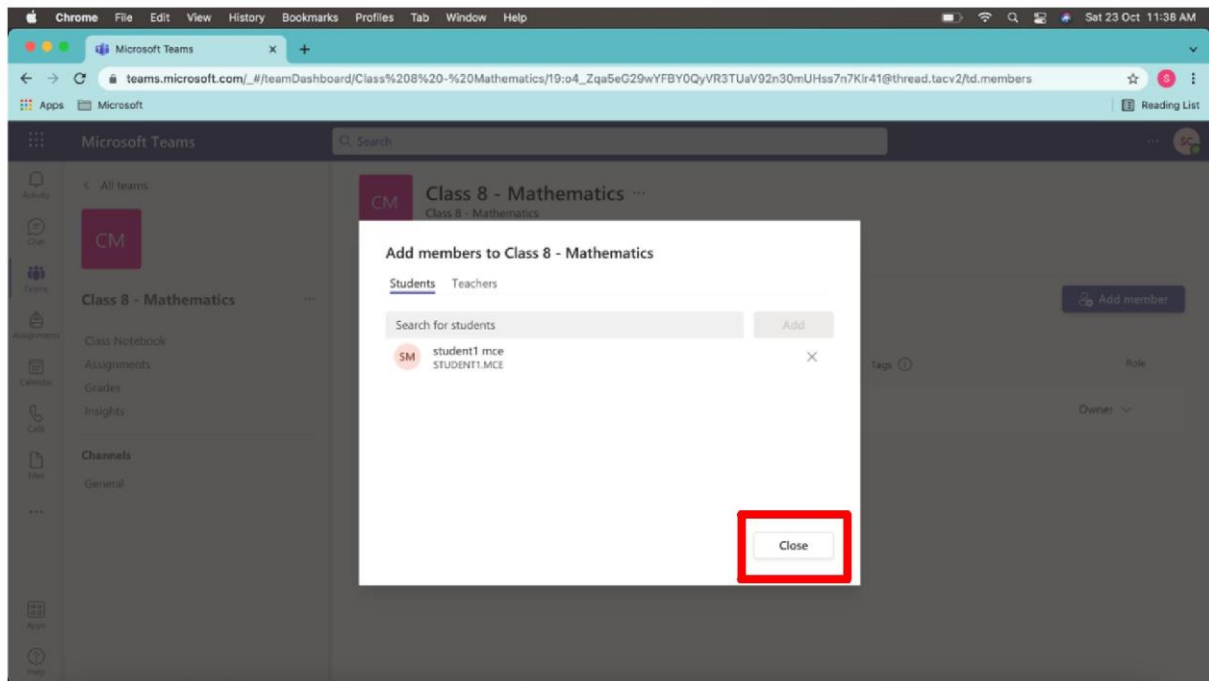 Chrome File Edit View History Bookmarks Profiles Tab Window Help Sat 23 Oct 11:38 AM
Microsoft Teams
teams.microsoft.com/_#/teamDashboard/Class%208%20-%20Mathematics/19:o4_Zqa5eG29wYFBY0QyVR3TUaV92n30mUHss7n7Klr41@thread.tacv2/td.members S
Apps Microsoft Reading List
Microsoft Teams Search SC
Activity
Chat
Teams
Assignments
Calendar
Calls
Files
Apps
Help
All teams
CM
Class 8 - Mathematics
Class Notebook
Assignments
Grades
Insights
Channels
General
CM
Class 8 - Mathematics
Class 8 - Mathematics
Add member
Tags Role
Owner
Add members to Class 8 - Mathematics
Students Teachers
Search for students Add
SM student1 mce
STUDENT1.MCE
Close